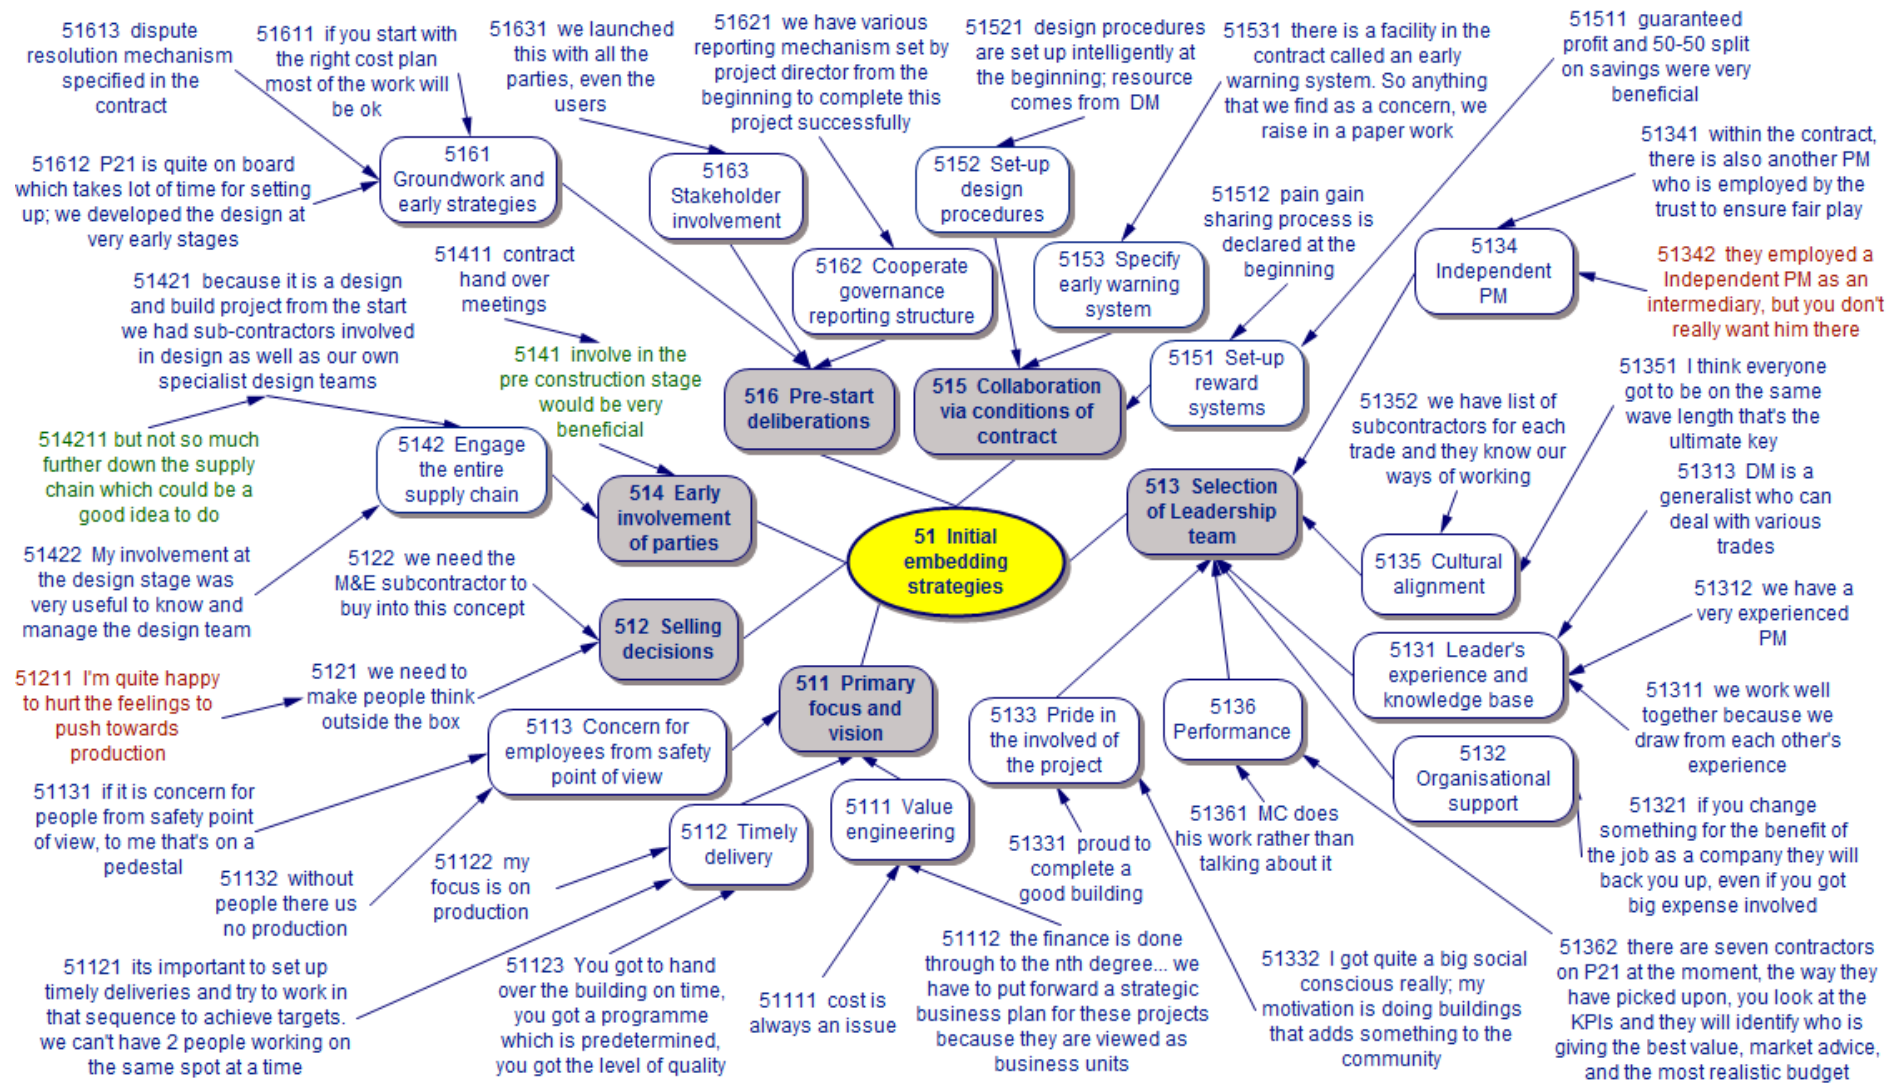 51613 dispute
resolution mechanism
specified in the
contract
51611 if you start with
the right cost plan
most of the work will
be ok
51631 we launched
this with all the
parties, even the
users
51621 we have various
reporting mechanism set by
project director from the
beginning to complete this
project successfully
51521 design procedures
are set up intelligently at
the beginning; resource
comes from DM
51531 there is a facility in the
contract called an early
warning system. So anything
that we find as a concern, we
raise in a paper work
51511 guaranteed
profit and 50-50 split
on savings were very
beneficial
51612 P21 is quite on board
which takes lot of time for setting
up; we developed the design at
very early stages
5161
Groundwork and
early strategies
5163
Stakeholder
involvement
5152 Set-up
design
procedures
51512 pain gain
sharing process is
declared at the
beginning
51341 within the contract,
there is also another PM
who is employed by the
trust to ensure fair play
51421 because it is a design
and build project from the start
we had sub-contractors involved
in design as well as our own
specialist design teams
51411 contract
hand over
meetings
5162 Cooperate
governance
reporting structure
5153 Specify
early warning
system
5134
Independent
PM
51342 they employed a
Independent PM as an
intermediary, but you don't
really want him there
5141 involve in the
pre construction stage
would be very
beneficial
516 Pre-start
deliberations
515 Collaboration
via conditions of
contract
5151 Set-up
reward
systems
51352 we have list of
subcontractors for each
trade and they know our
ways of working
51351 I think everyone
got to be on the same
wave length that's the
ultimate key
514211 but not so much
further down the supply
chain which could be a
good idea to do
5142 Engage
the entire
supply chain
514 Early
involvement
of parties
51 Initial
embedding
strategies
513 Selection
of Leadership
team
51313 DM is a
generalist who can
deal with various
trades
51422 My involvement at
the design stage was
very useful to know and
manage the design team
5122 we need the
M&E subcontractor to
buy into this concept
512 Selling
decisions
5135 Cultural
alignment
51312 we have a
very experienced
PM
51211 I'm quite happy
to hurt the feelings to
push towards
production
5121 we need to
make people think
outside the box
5113 Concern for
employees from safety
point of view
511 Primary
focus and
vision
5133 Pride in
the involved of
the project
5136
Performance
5131 Leader's
experience and
knowledge base
51311 we work well
together because we
draw from each other's
experience
51131 if it is concern for
people from safety point
of view, to me that's on a
pedestal
51132 without
people there us
no production
51122 my
focus is on
production
5112 Timely
delivery
5111 Value
engineering
51331 proud to
complete a
good building
51361 MC does
his work rather than
talking about it
5132
Organisational
support
51321 if you change
something for the benefit of
the job as a company they will
back you up, even if you got
big expense involved
51121 its important to set up
timely deliveries and try to work in
that sequence to achieve targets.
we can't have 2 people working on
the same spot at a time
51123 You got to hand
over the building on time,
you got a programme
which is predetermined,
you got the level of quality
51111 cost is
always an issue
51112 the finance is done
through to the nth degree... we
have to put forward a strategic
business plan for these projects
because they are viewed as
business units
51332 I got quite a big social
conscious really; my
motivation is doing buildings
that adds something to the
community
51362 there are seven contractors
on P21 at the moment, the way they
have picked upon, you look at the
KPIs and they will identify who is
giving the best value, market advice,
and the most realistic budget